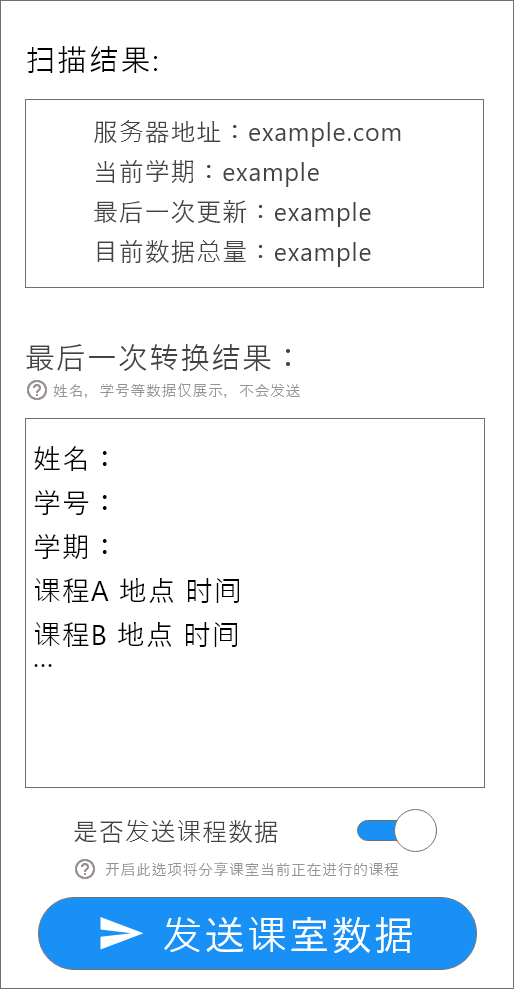 扫描结果:
服务器地址：example.com
当前学期：example
最后一次更新：example
目前数据总量：example
最后一次转换结果：
姓名，学号等数据仅展示，不会发送
姓名：
学号：
学期：
课程A 地点 时间
课程B 地点 时间
...
是否发送课程数据
开启此选项将分享课室当前正在进行的课程
发送课室数据